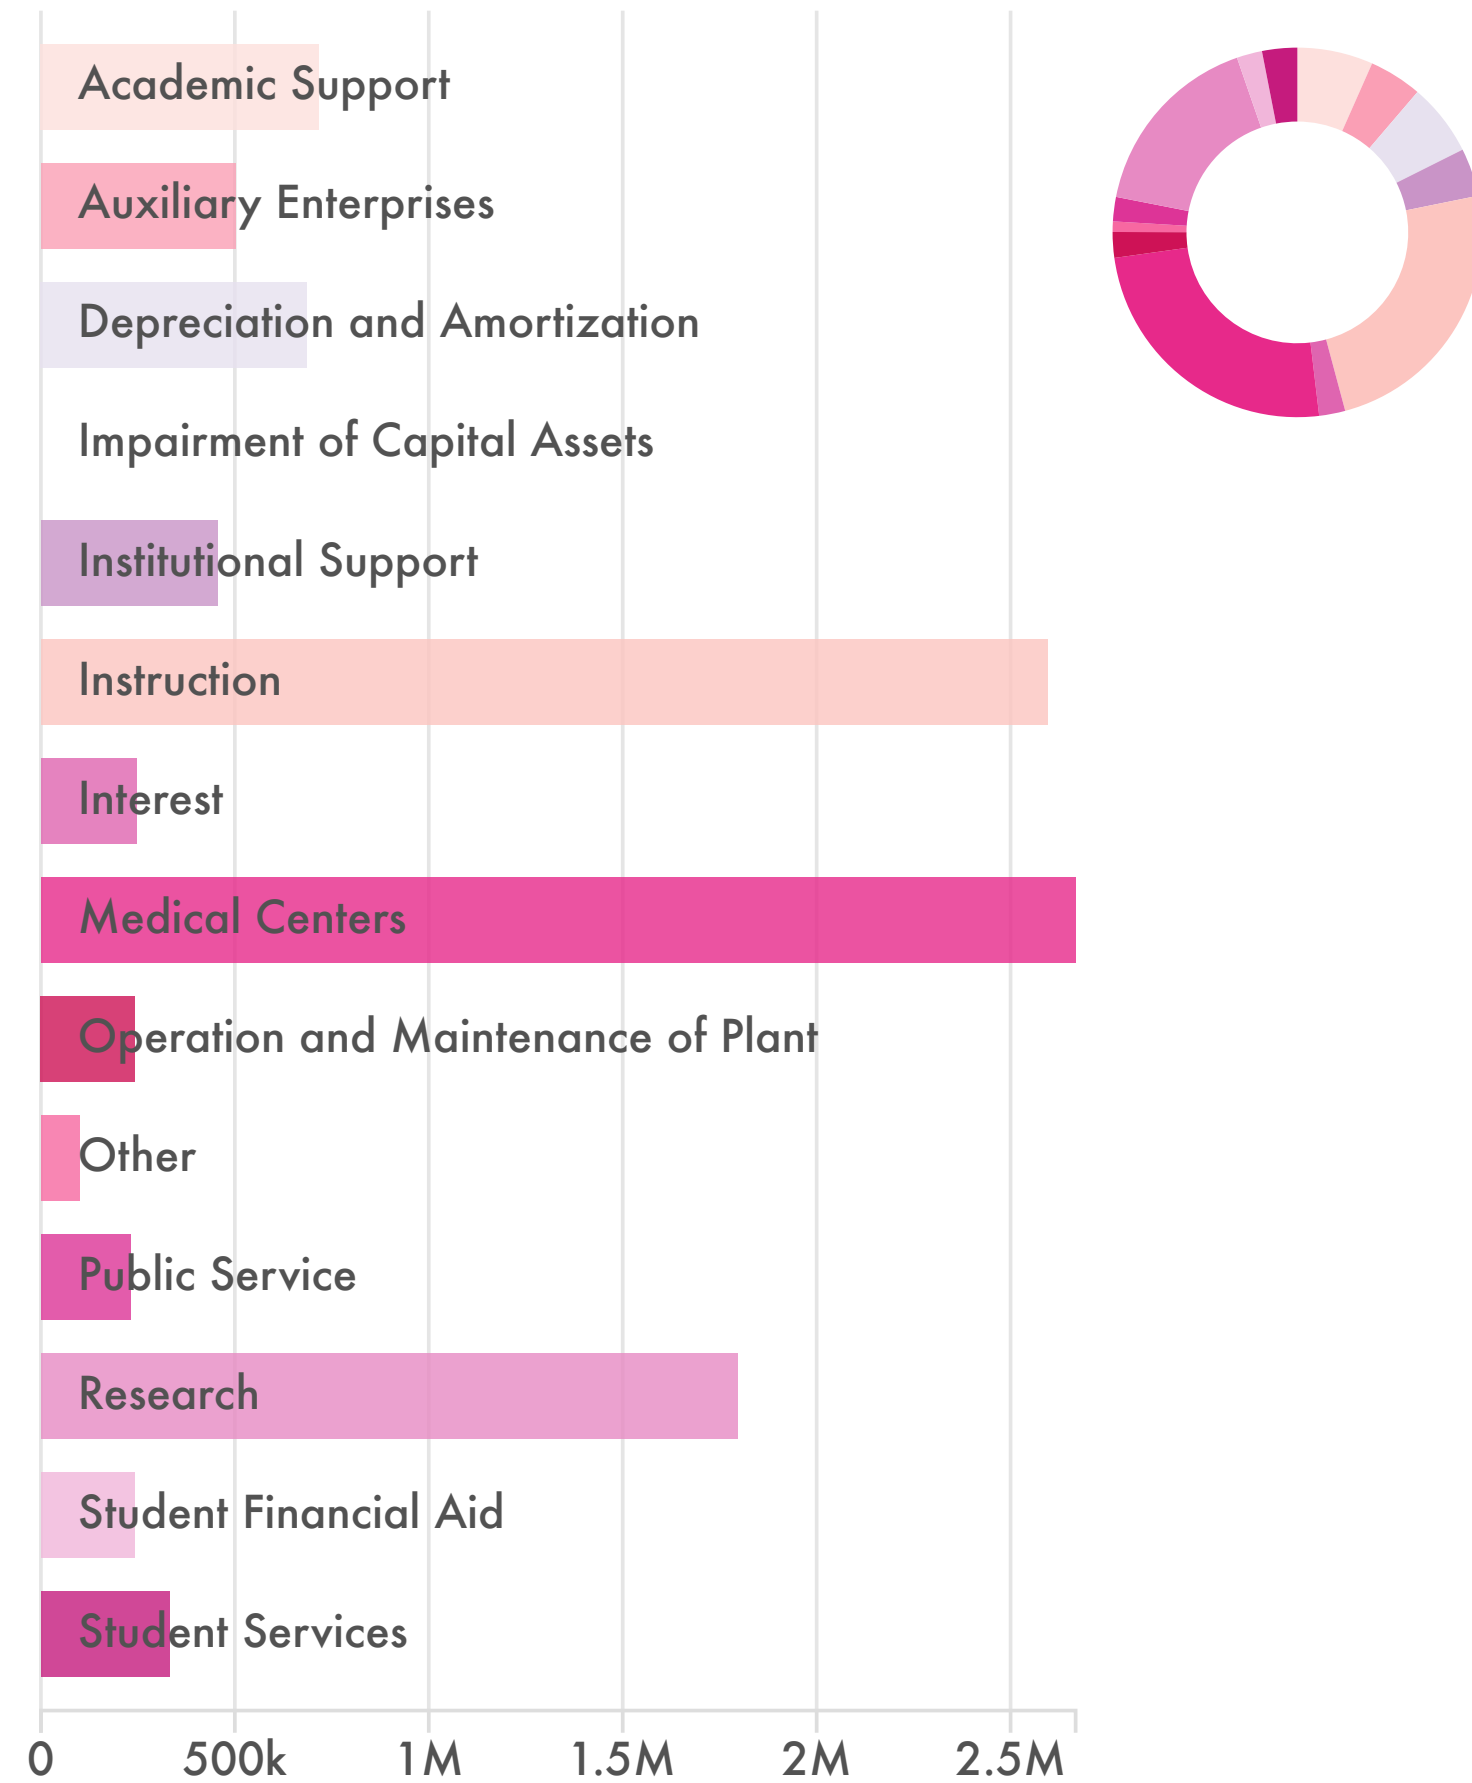 Academic Support
Auxiliary Enterprises
Depreciation and Amortization
Impairment of Capital Assets
Institutional Support
Instruction
Interest
Medical Centers
Operation and Maintenance of Plant
Other
Public Service
Research
Student Financial Aid
Student Services
0 500k 1M 1.5M 2M 2.5M